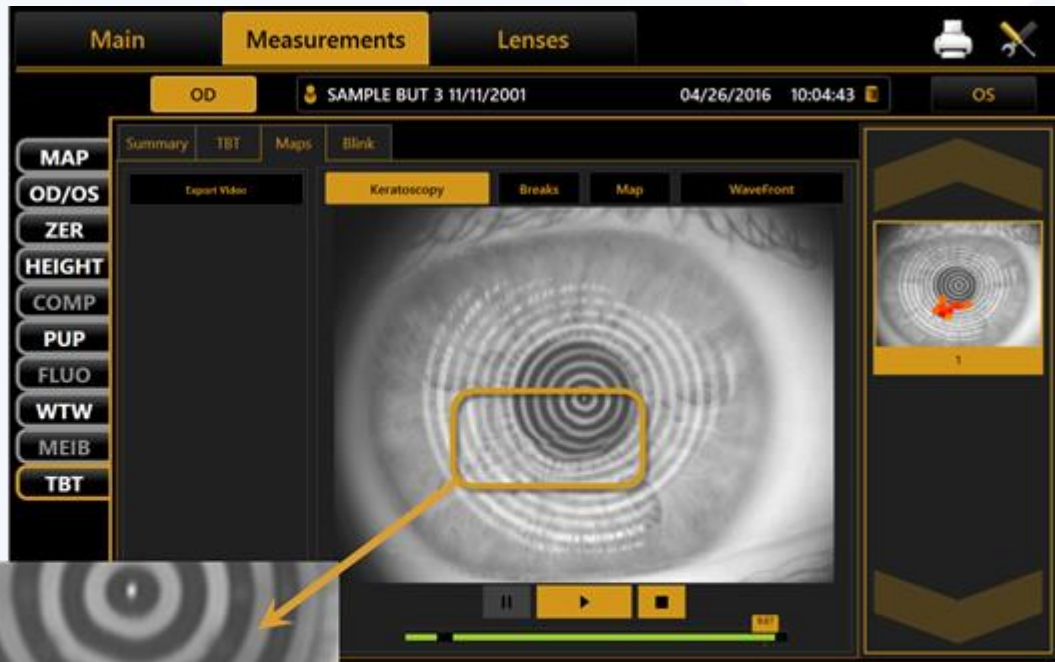 Main Measurements Lenses
OD SAMPLE BUT 3 11/11/2001 04/26/2016 10:04:43 OS
Summary TBT Maps Blink
MAP
OD/OS
ZER
HEIGHT
COMP
PUP
FLUO
WTW
MEIB
TBT
Export Video
Keratoscopy Breaks Map WaveFront
1